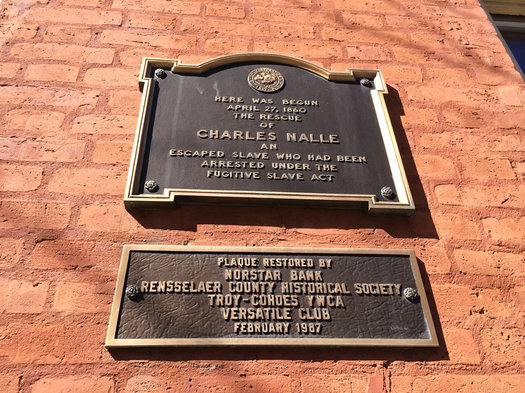 HERE WAS BEGUN
APRIL 27, 1860
THE RESCUE
OF
CHARLES NALLE
AN
ESCAPED SLAVE WHO HAD BEEN
ARRESTED UNDER THE
FUGITIVE SLAVE ACT
PLAQUE RESTORED BY
NORSTAR BANK
RENSSELAER COUNTY HISTORICAL SOCIETY
TROY-COHOES YWCA
VERSATILE CLUB
FEBRUARY 1987